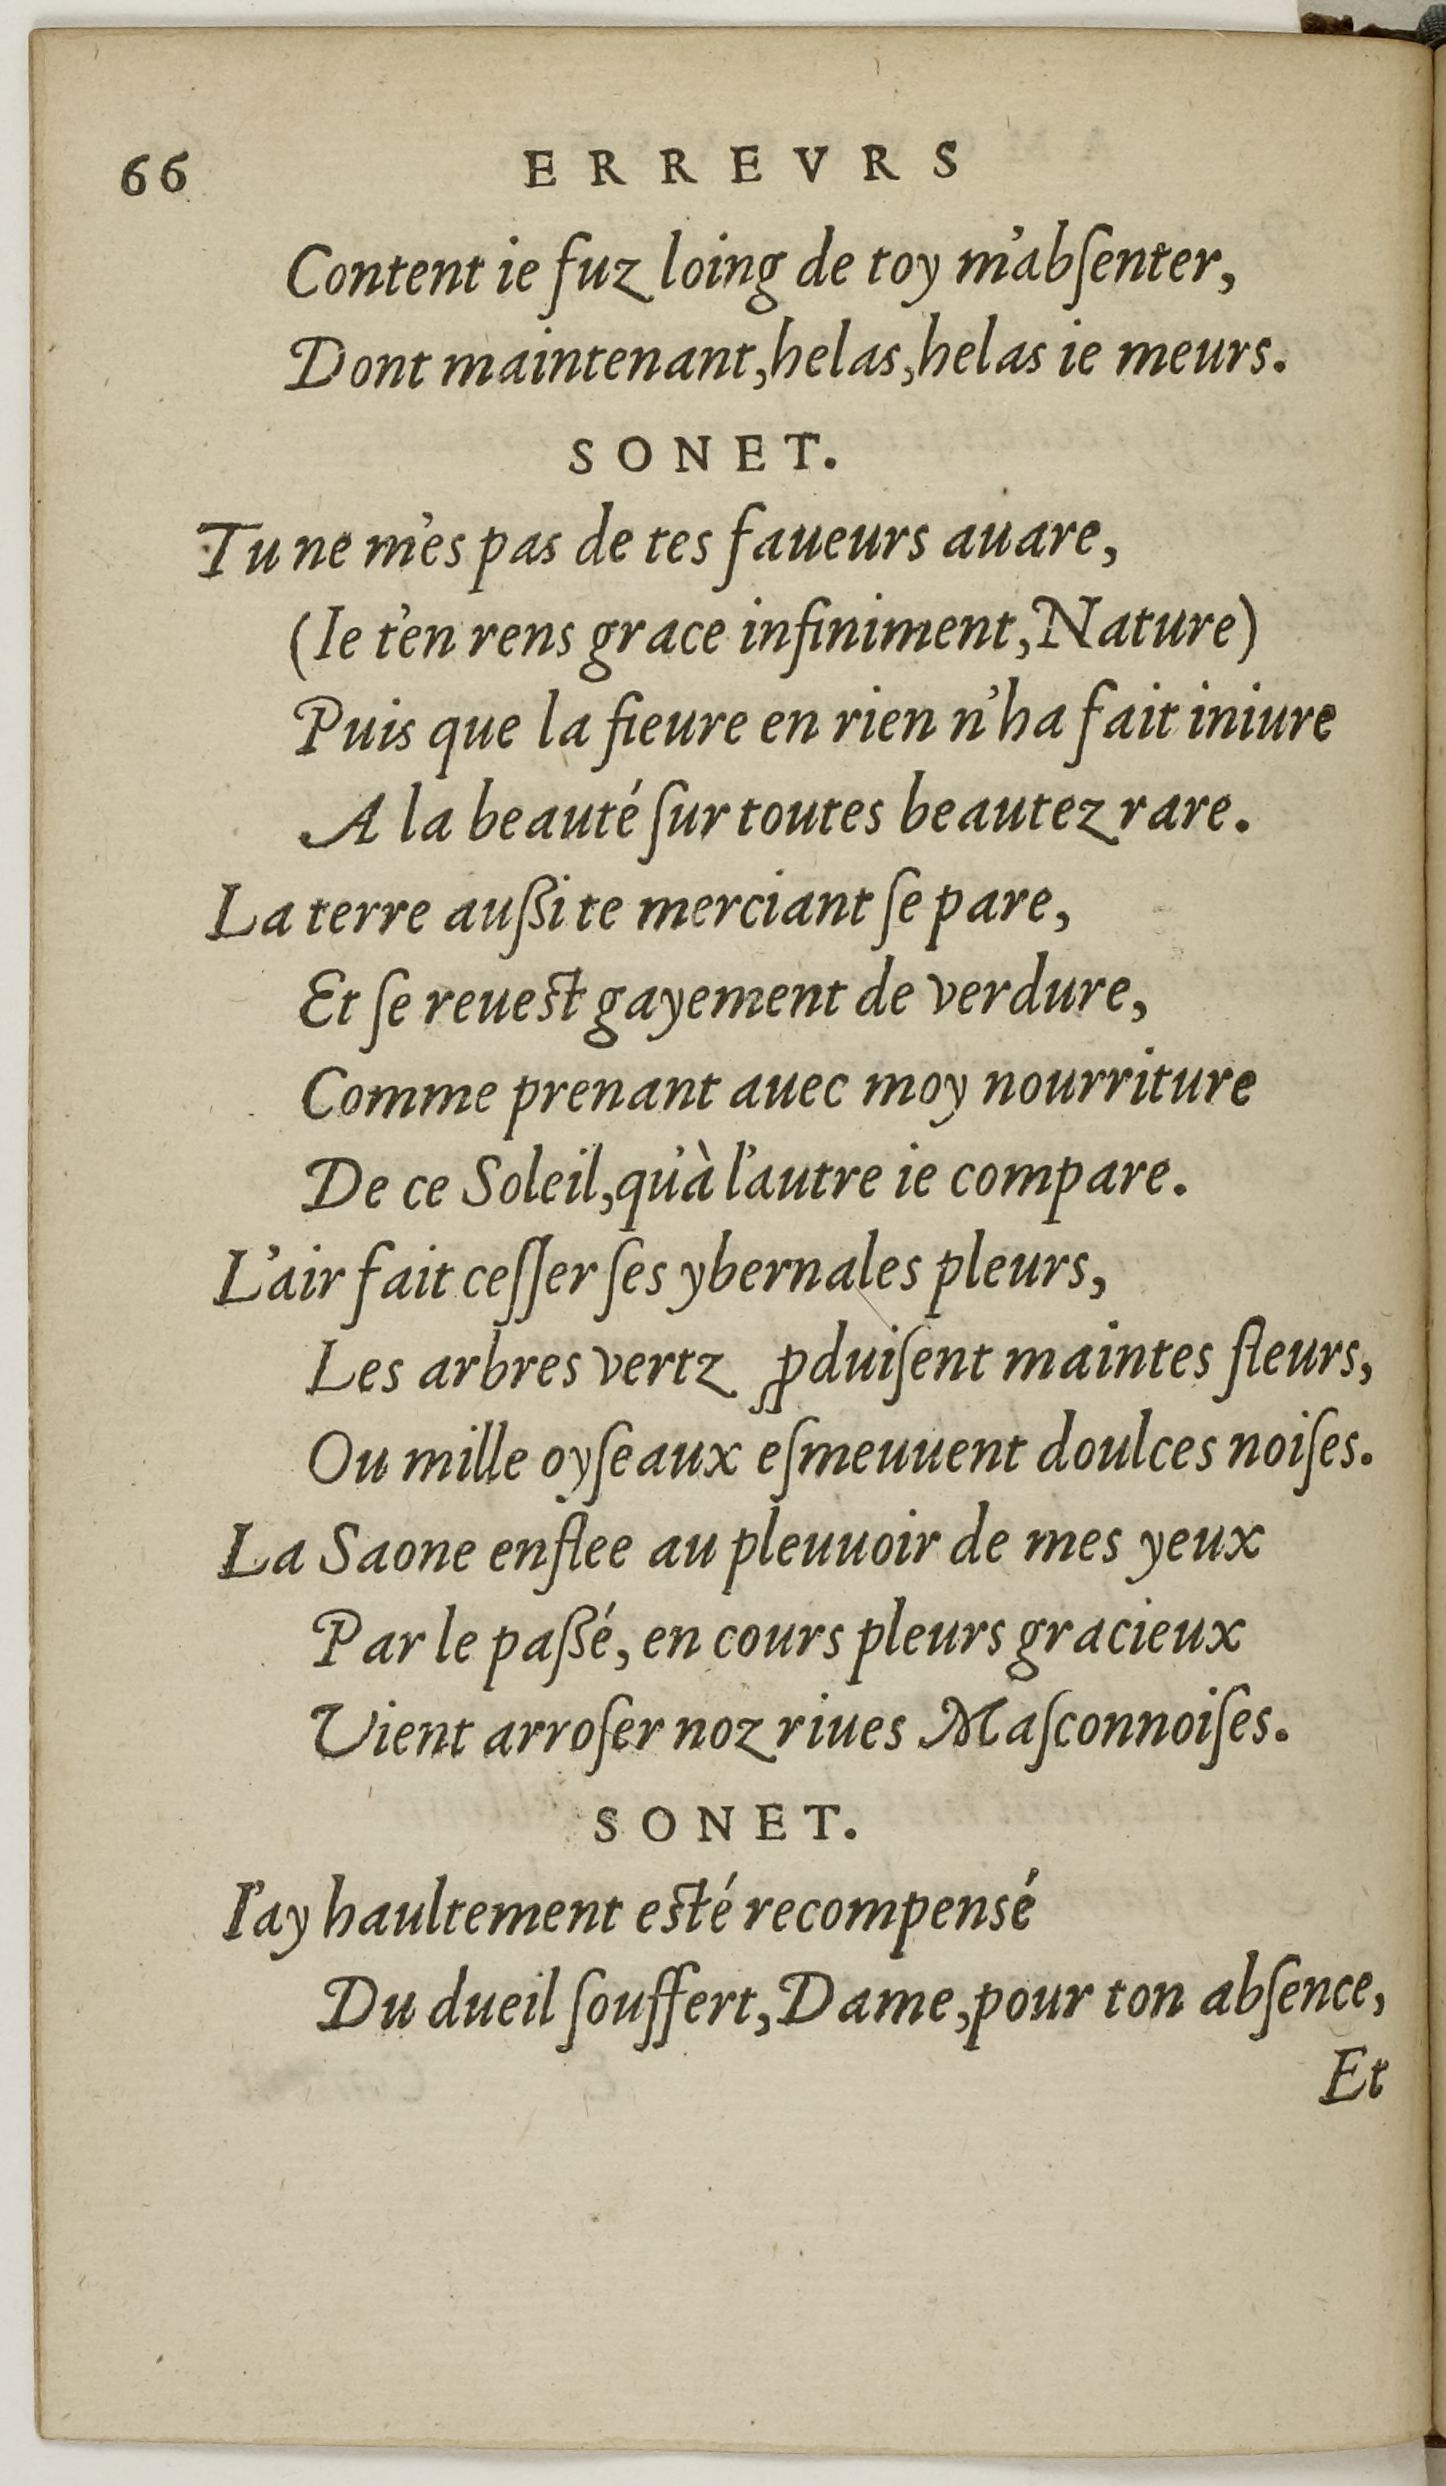 66 ERREVRS
Content ie fuz loing de toy m'abſenter,
Dont maintenant, helas, helas ie meurs.
SONET.
Tu ne m'es pas de tes faueurs auare,
(Ie t'en rens grace infiniment, Nature)
Puis que la fieure en rien n'ha fait iniure
A la beauté ſur toutes beautez rare.
La terre auſsi te merciant ſe pare,
Et ſe reueſt gayement de verdure,
Comme prenant auec moy nourriture
De ce Soleil, qu'à l'autre ie compare.
L'air fait ceſſer ſes ybernales pleurs,
Les arbres vertz ꝓduiſent maintes fleurs,
Ou mille oyſeaux eſmeuuent doulces noiſes.
La Saone enflee au pleuuoir de mes yeux
Par le paſsé, en cours pleurs gracieux
Vient arroſer noz riues Maſconnoiſes.
SONET.
I'ay haultement eſté recompensé
Du dueil ſouffert, Dame, pour ton abſence,
Et